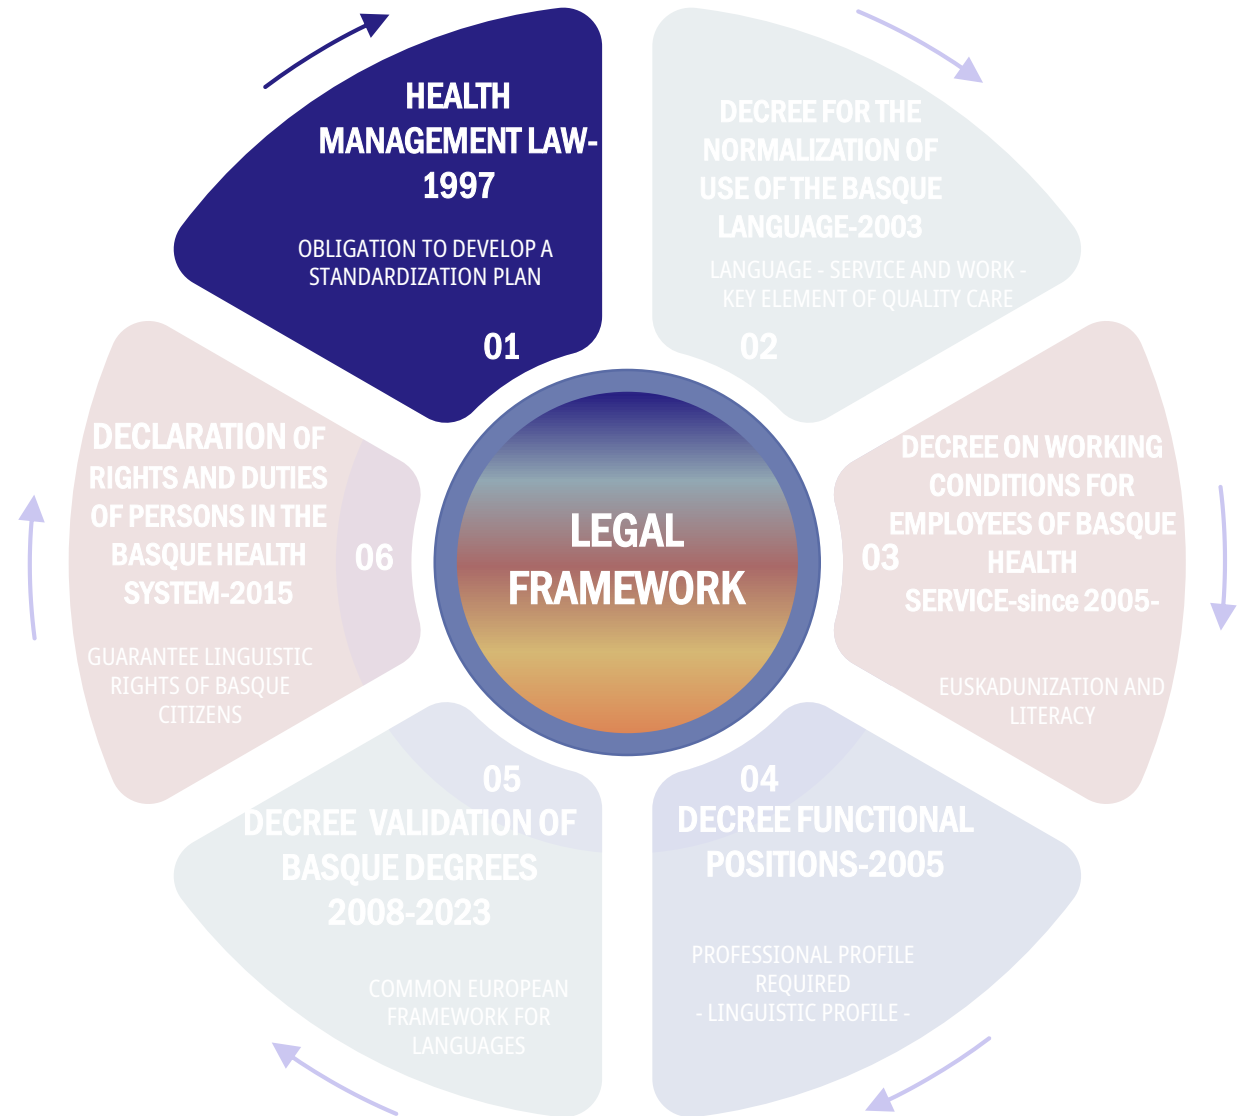 HEALTH
MANAGEMENT LAW-
1997
OBLIGATION TO DEVELOP A
STANDARDIZATION PLAN
01
DECREE FOR THE
NORMALIZATION OF
USE OF THE BASQUE
LANGUAGE-2003
LANGUAGE - SERVICE AND WORK -
KEY ELEMENT OF QUALITY CARE
02
DECREE ON WORKING
CONDITIONS FOR
EMPLOYEES OF BASQUE
HEALTH
SERVICE-since 2005-
03
EUSKADUNIZATION AND
LITERACY
04
DECREE FUNCTIONAL
POSITIONS-2005
PROFESSIONAL PROFILE
REQUIRED
- LINGUISTIC PROFILE -
05
DECREE VALIDATION OF
BASQUE DEGREES
2008-2023
COMMON EUROPEAN
FRAMEWORK FOR
LANGUAGES
DECLARATION OF
RIGHTS AND DUTIES
OF PERSONS IN THE
BASQUE HEALTH
SYSTEM-2015
06
GUARANTEE LINGUISTIC
RIGHTS OF BASQUE
CITIZENS
LEGAL
FRAMEWORK